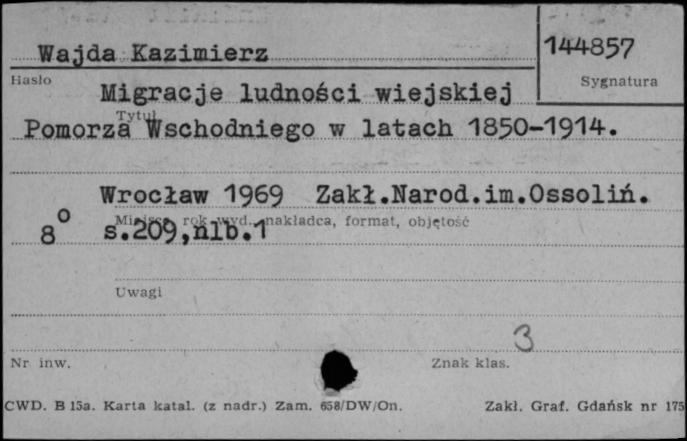 Wajda Kazimierz
144857
Hasło
Sygnatura
Migracje ludności wiejskiej
Tytuł
Pomorza Wschodniego w latach 1850-1914.
Wrocław 1969 Zakł.Narod.im.Ossoliń.
Miejsce, rok wyd., nakładca, format, objętość
8° s.209,nlb.1
Uwagi
3
Nr inw.
Znak klas.
CWD. B 15a. Karta katal. (z nadr.) Zam. 658/DW/On.
Zakł. Graf. Gdańsk nr 175